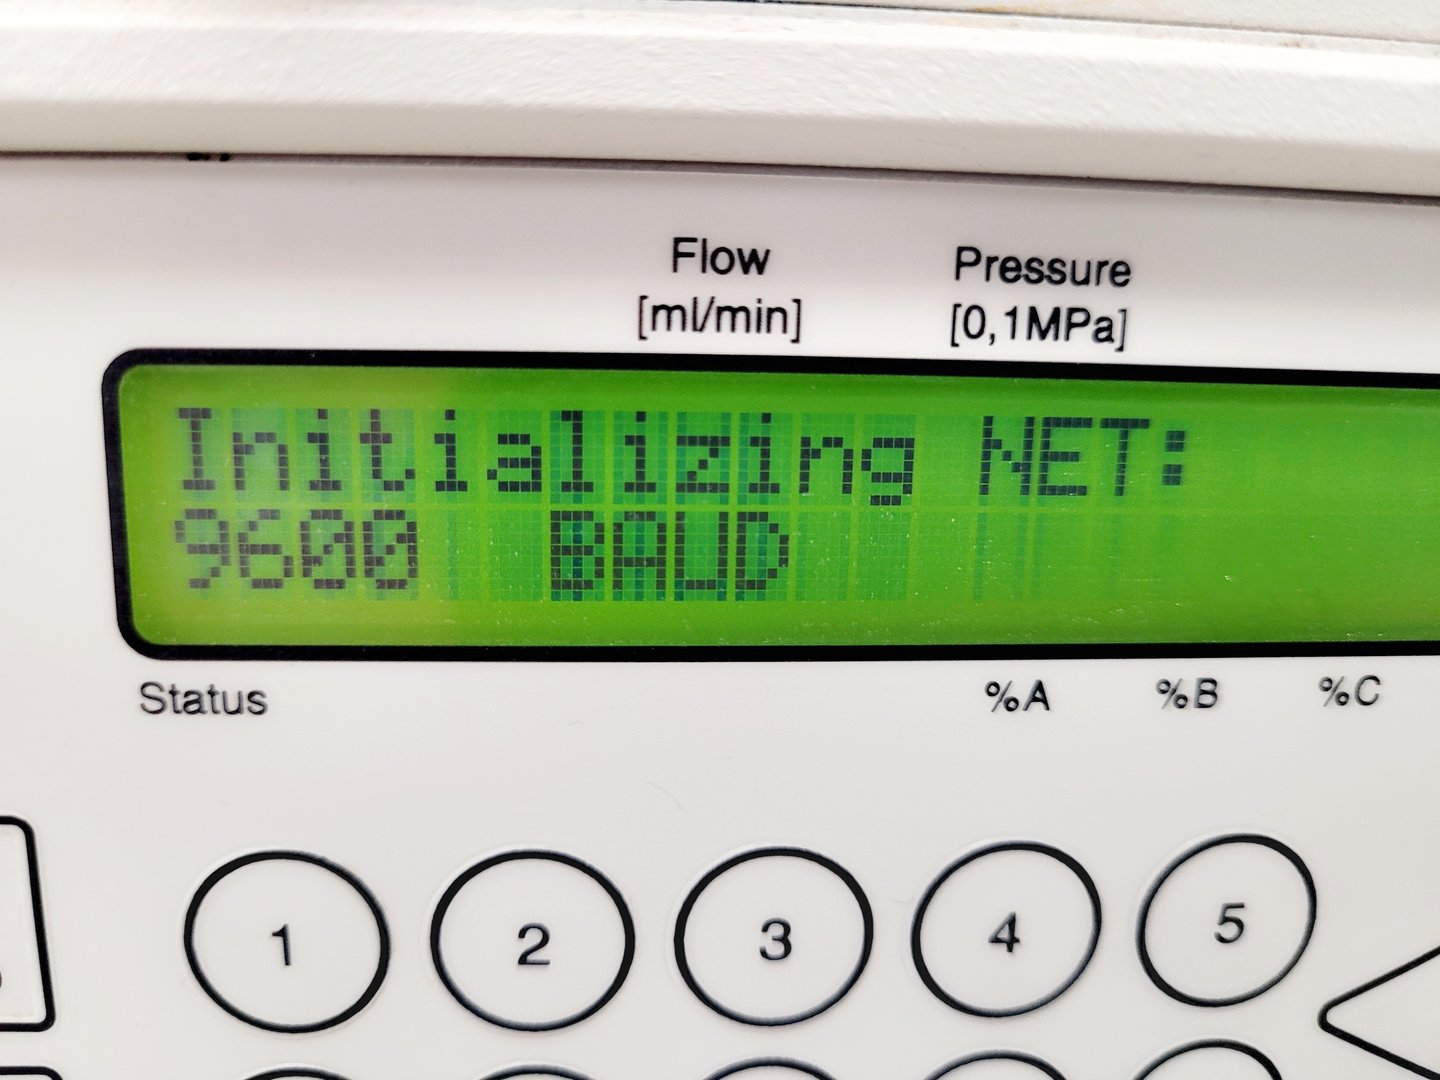 Flow Pressure
[ml/min] [0,1MPa]
Initializing NET:
9600 BAUD
Status %A %B %C
1 2 3 4 5